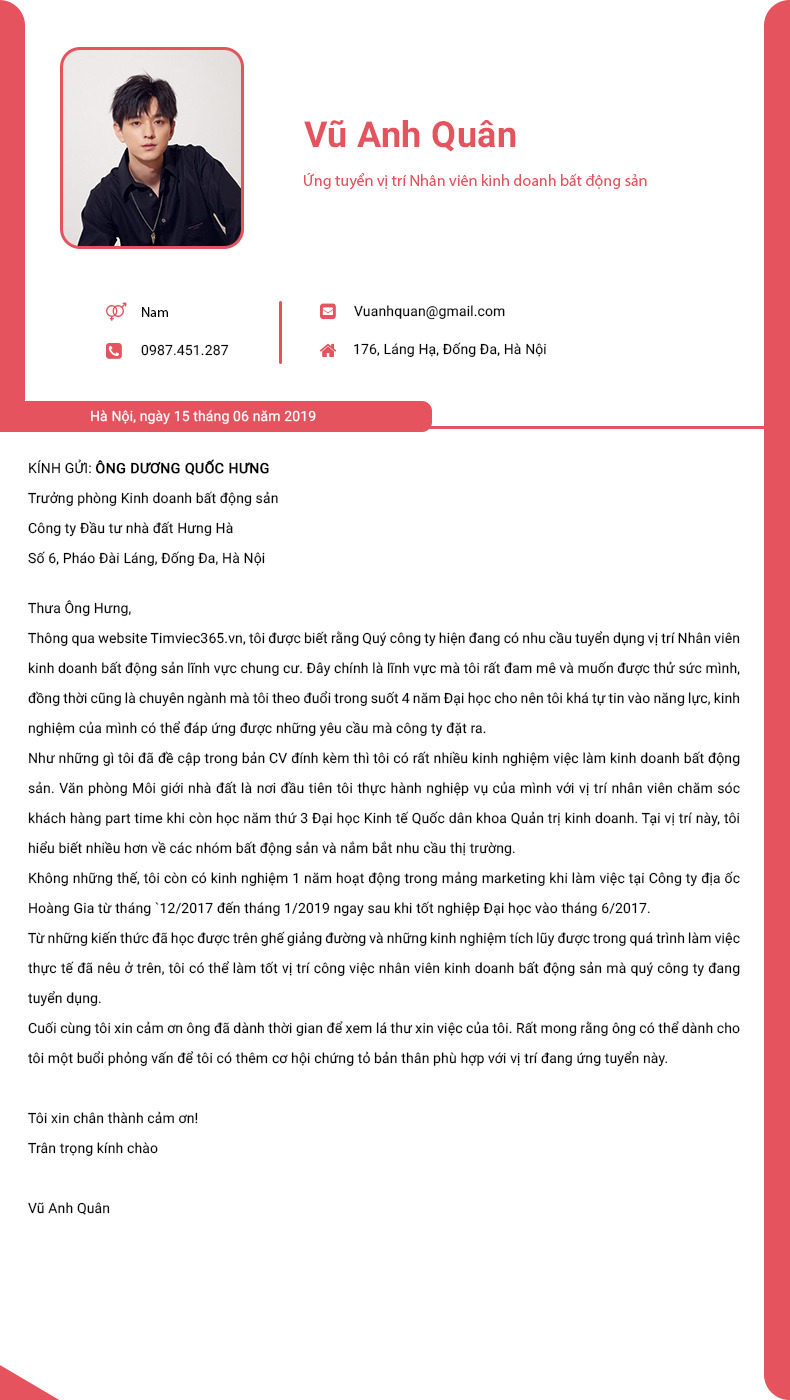 Vũ Anh Quân
Ứng tuyển vị trí Nhân viên kinh doanh bất động sản
Nam
Vuanhquan@gmail.com
0987.451.287
176, Láng Hạ, Đống Đa, Hà Nội
Hà Nội, ngày 15 tháng 06 năm 2019
KÍNH GỬI: ÔNG DƯƠNG QUỐC HƯNG
Trưởng phòng Kinh doanh bất động sản
Công ty Đầu tư nhà đất Hưng Hà
Số 6, Pháo Đài Láng, Đống Đa, Hà Nội
Thưa Ông Hưng,
Thông qua website Timviec365.vn, tôi được biết rằng Quý công ty hiện đang có nhu cầu tuyển dụng vị trí Nhân viên
kinh doanh bất động sản lĩnh vực chung cư. Đây chính là lĩnh vực mà tôi rất đam mê và muốn được thử sức mình,
đồng thời cũng là chuyên ngành mà tôi theo đuổi trong suốt 4 năm Đại học cho nên tôi khá tự tin vào năng lực, kinh
nghiệm của mình có thể đáp ứng được những yêu cầu mà công ty đặt ra.
Như những gì tôi đã đề cập trong bản CV đính kèm thì tôi có rất nhiều kinh nghiệm việc làm kinh doanh bất động
sản. Văn phòng Môi giới nhà đất là nơi đầu tiên tôi thực hành nghiệp vụ của mình với vị trí nhân viên chăm sóc
khách hàng part time khi còn học năm thứ 3 Đại học Kinh tế Quốc dân khoa Quản trị kinh doanh. Tại vị trí này, tôi
hiểu biết nhiều hơn về các nhóm bất động sản và nắm bắt nhu cầu thị trường.
Không những thế, tôi còn có kinh nghiệm 1 năm hoạt động trong mảng marketing khi làm việc tại Công ty địa ốc
Hoàng Gia từ tháng `12/2017 đến tháng 1/2019 ngay sau khi tốt nghiệp Đại học vào tháng 6/2017.
Từ những kiến thức đã học được trên ghế giảng đường và những kinh nghiệm tích lũy được trong quá trình làm việc
thực tế đã nêu ở trên, tôi có thể làm tốt vị trí công việc nhân viên kinh doanh bất động sản mà quý công ty đang
tuyển dụng.
Cuối cùng tôi xin cảm ơn ông đã dành thời gian để xem lá thư xin việc của tôi. Rất mong rằng ông có thể dành cho
tôi một buổi phỏng vấn để tôi có thêm cơ hội chứng tỏ bản thân phù hợp với vị trí đang ứng tuyển này.
Tôi xin chân thành cảm ơn!
Trân trọng kính chào
Vũ Anh Quân